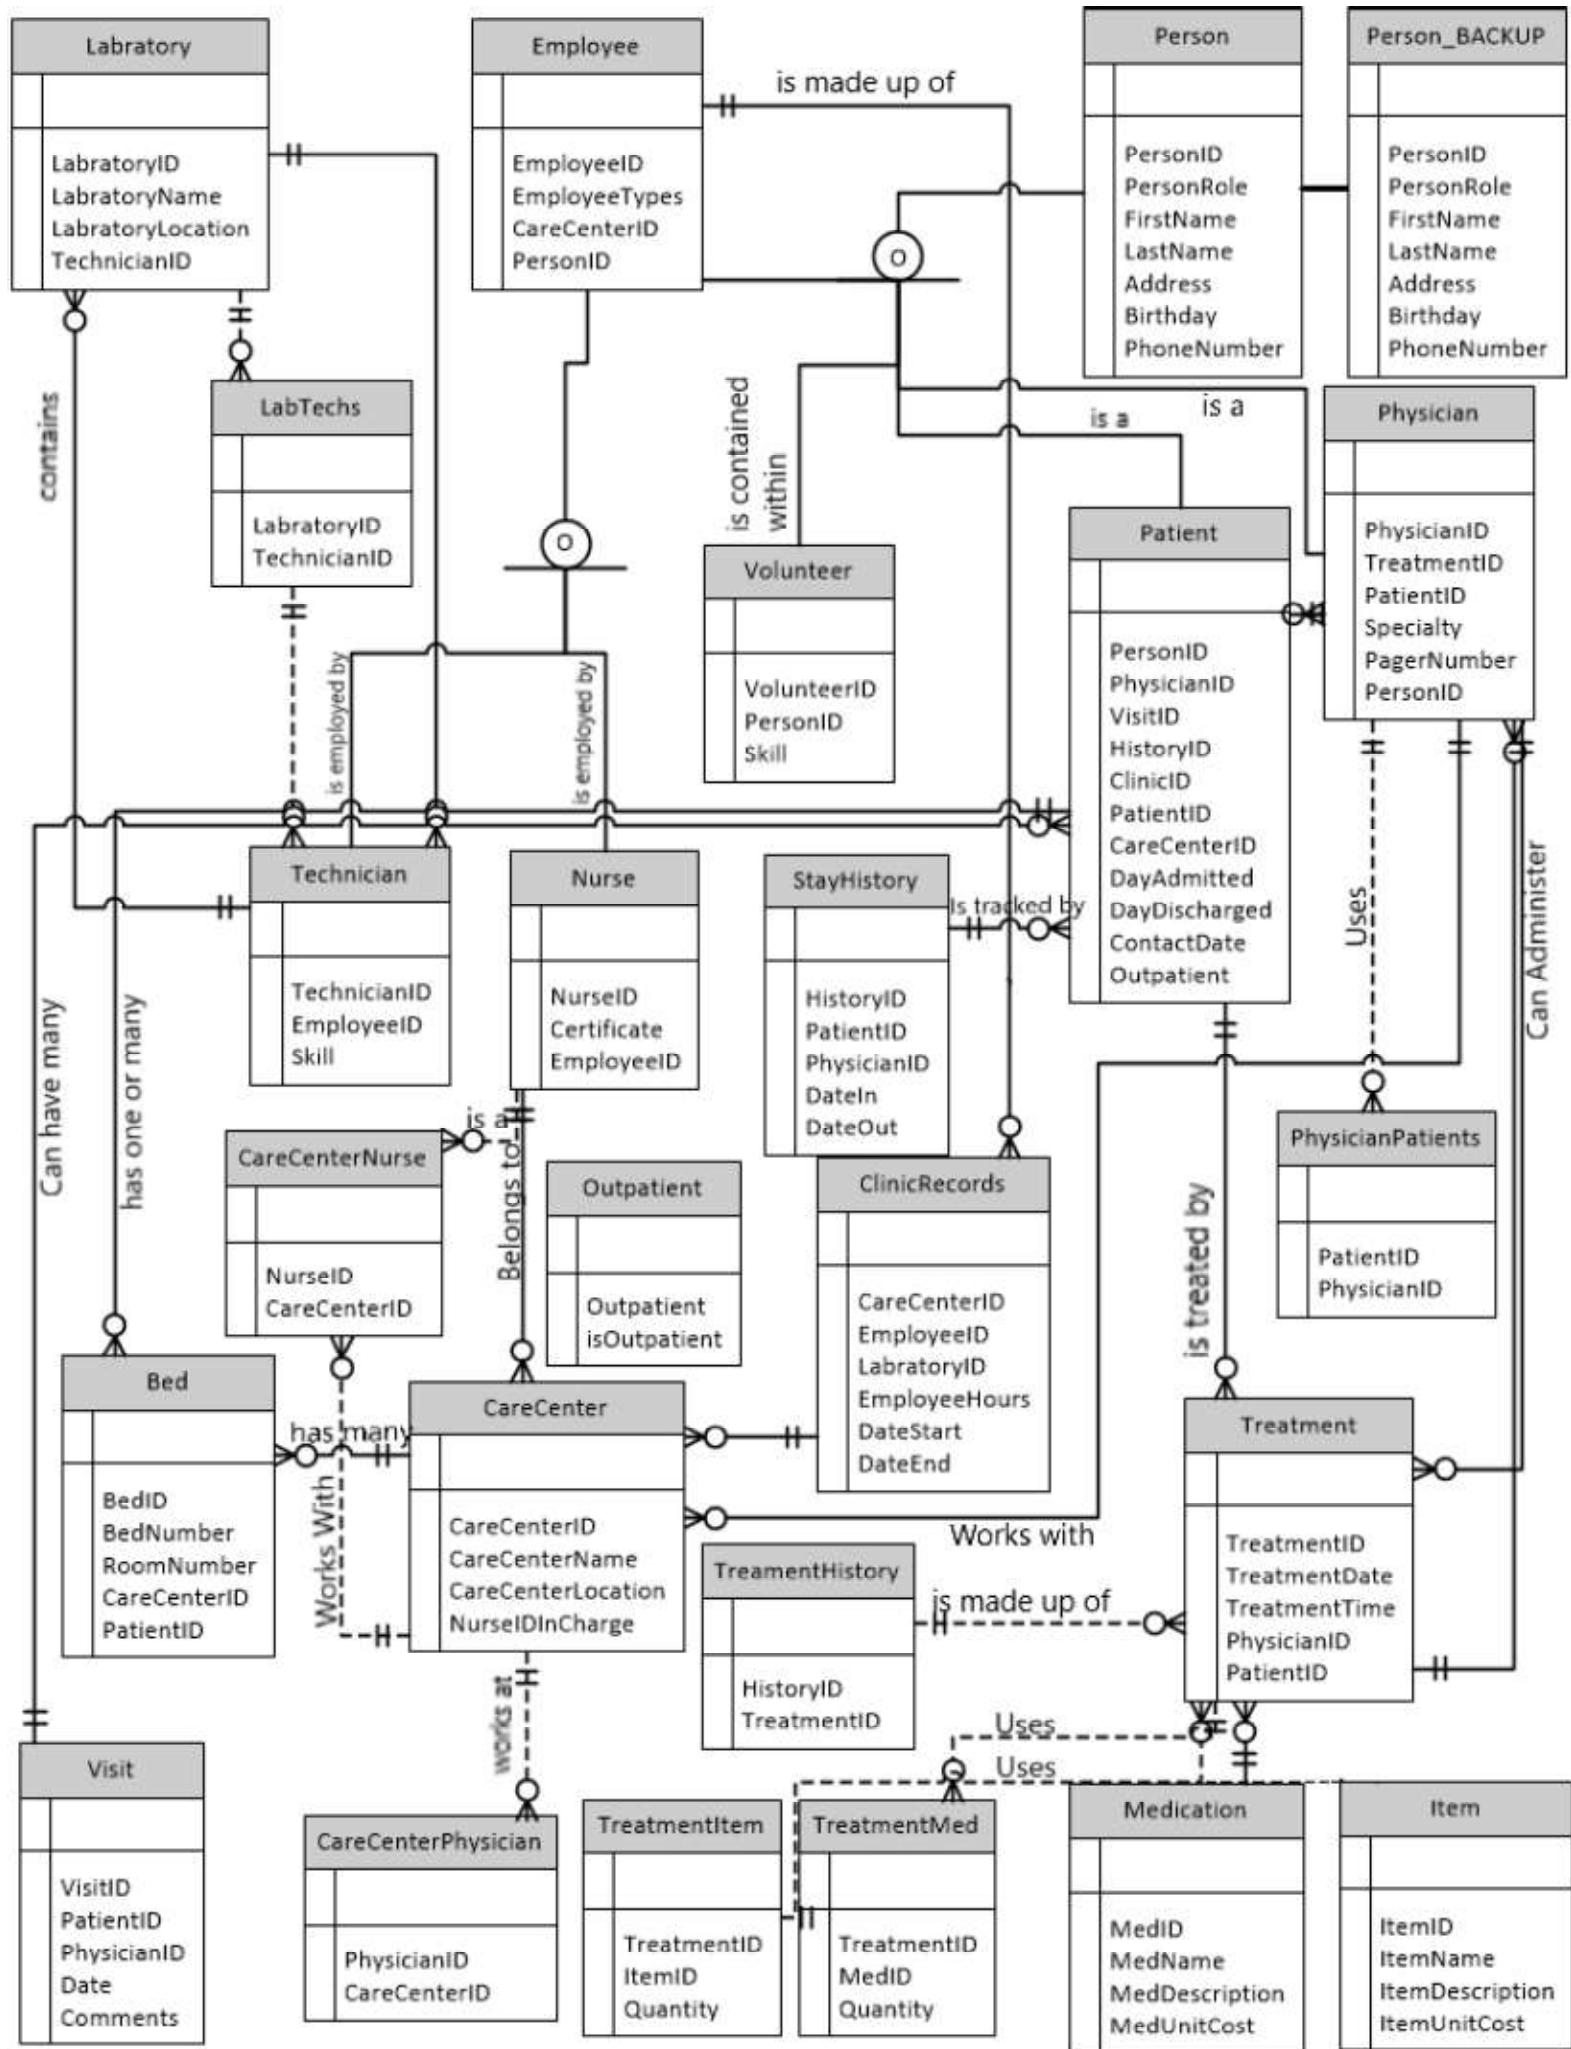 Labratory
LabratoryID
LabratoryName
LabratoryLocation
TechnicianID
Employee
EmployeeID
EmployeeTypes
CareCenterID
PersonID
is made up of
Person
PersonID
PersonRole
FirstName
LastName
Address
Birthday
PhoneNumber
Person_BACKUP
PersonID
PersonRole
FirstName
LastName
Address
Birthday
PhoneNumber
O
contains
LabTechs
LabratoryID
TechnicianID
is contained
within
is a
is a
Physician
PhysicianID
TreatmentID
PatientID
Specialty
PagerNumber
PersonID
O
Volunteer
VolunteerID
PersonID
Skill
Patient
PersonID
PhysicianID
VisitID
HistoryID
ClinicID
PatientID
CareCenterID
DayAdmitted
DayDischarged
ContactDate
Outpatient
is employed by
is employed by
Technician
TechnicianID
EmployeeID
Skill
Nurse
NurseID
Certificate
EmployeeID
StayHistory
HistoryID
PatientID
PhysicianID
DateIn
DateOut
Is tracked by
Uses
Can Administer
Can have many
has one or many
is a
Belongs to
CareCenterNurse
NurseID
CareCenterID
Outpatient
Outpatient
isOutpatient
ClinicRecords
CareCenterID
EmployeeID
LabratoryID
EmployeeHours
DateStart
DateEnd
is treated by
PhysicianPatients
PatientID
PhysicianID
Bed
BedID
BedNumber
RoomNumber
CareCenterID
PatientID
has many
Works With
CareCenter
CareCenterID
CareCenterName
CareCenterLocation
NurseIDInCharge
Works with
Treatment
TreatmentID
TreatmentDate
TreatmentTime
PhysicianID
PatientID
TreamentHistory
HistoryID
TreatmentID
is made up of
works at
Uses
Uses
Visit
VisitID
PatientID
PhysicianID
Date
Comments
CareCenterPhysician
PhysicianID
CareCenterID
TreatmentItem
TreatmentID
ItemID
Quantity
TreatmentMed
TreatmentID
MedID
Quantity
Medication
MedID
MedName
MedDescription
MedUnitCost
Item
ItemID
ItemName
ItemDescription
ItemUnitCost